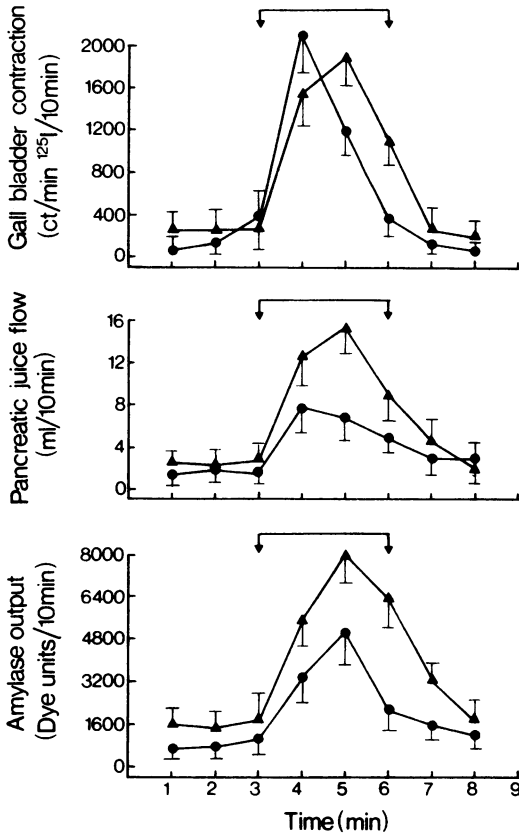 Gall bladder contraction
(ct/min ¹²⁵I/10min)
2000
1600
1200
800
400
0
Pancreatic juice flow
(ml/10min)
16
12
8
4
0
Amylase output
(Dye units/10min)
8000
6400
4800
3200
1600
0
1 2 3 4 5 6 7 8 9
Time(min)